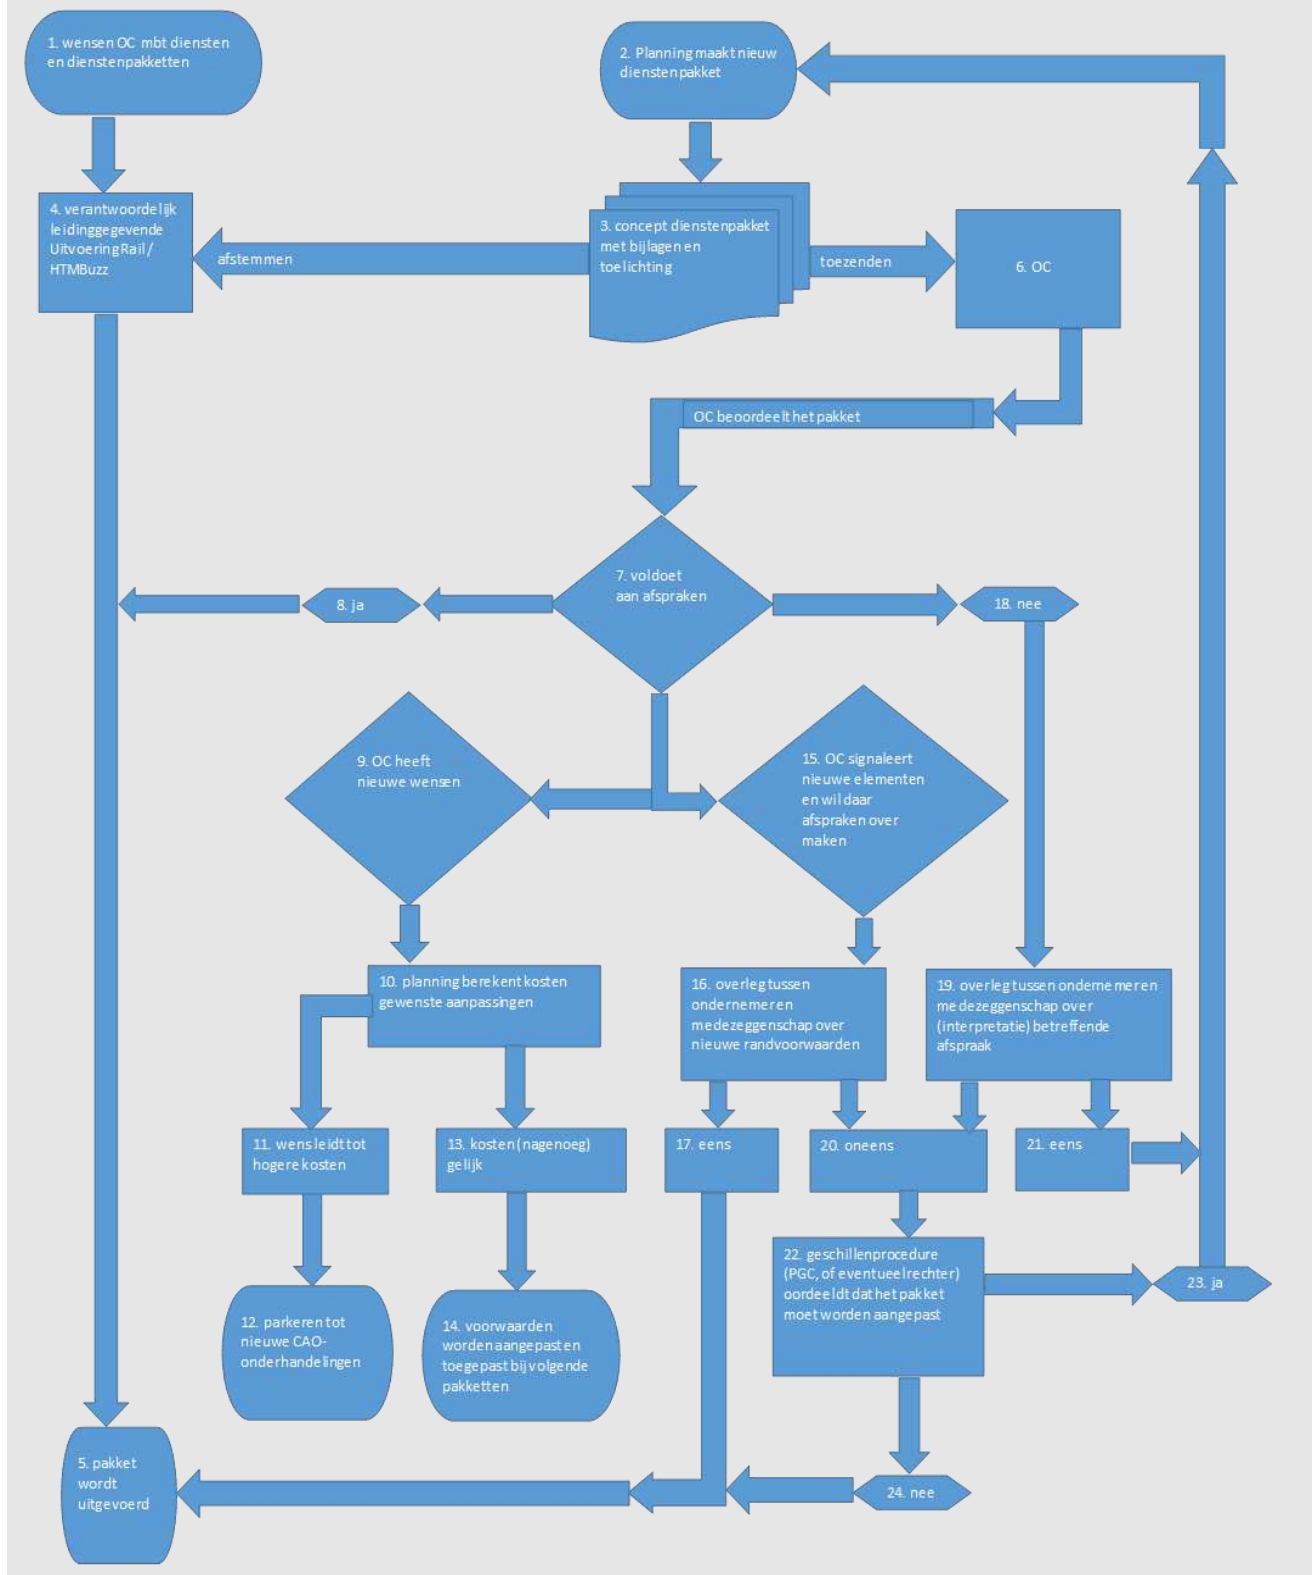 1. wensen OC mbt diensten
en dienstenpakketten
2. Planning maakt nieuw
dienstenpakket
4. verantwoordelijk
leidinggegevende
Uitvoering Rail /
HTMBuzz
afstemmen
3. concept dienstenpakket
met bijlagen en
toelichting
toezenden
6. OC
OC beoordeelt het pakket
7. voldoet
aan afspraken
8. ja
18. nee
9. OC heeft
nieuwe wensen
15. OC signaleert
nieuwe elementen
en wil daar
afspraken over
maken
10. planning berekent kosten
gewenste aanpassingen
16. overleg tussen
ondernemer en
medezeggenschap over
nieuwe randvoorwaarden
19. overleg tussen ondernemer en
medezeggenschap over
(interpretatie) betreffende
afspraak
11. wens leidt tot
hogere kosten
13. kosten (nagenoeg)
gelijk
17. eens
20. oneens
21. eens
22. geschillenprocedure
(PGC, of eventueel rechter)
oordeeldt dat het pakket
moet worden aangepast
23. ja
12. parkeren tot
nieuwe CAO-
onderhandelingen
14. voorwaarden
worden aangepast en
toegepast bij volgende
pakketten
5. pakket
wordt
uitgevoerd
24. nee